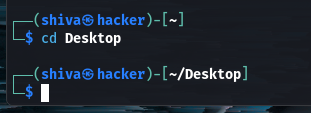 ┌──(shiva㉿hacker)-[~]
└─$ cd Desktop
┌──(shiva㉿hacker)-[~/Desktop]
└─$